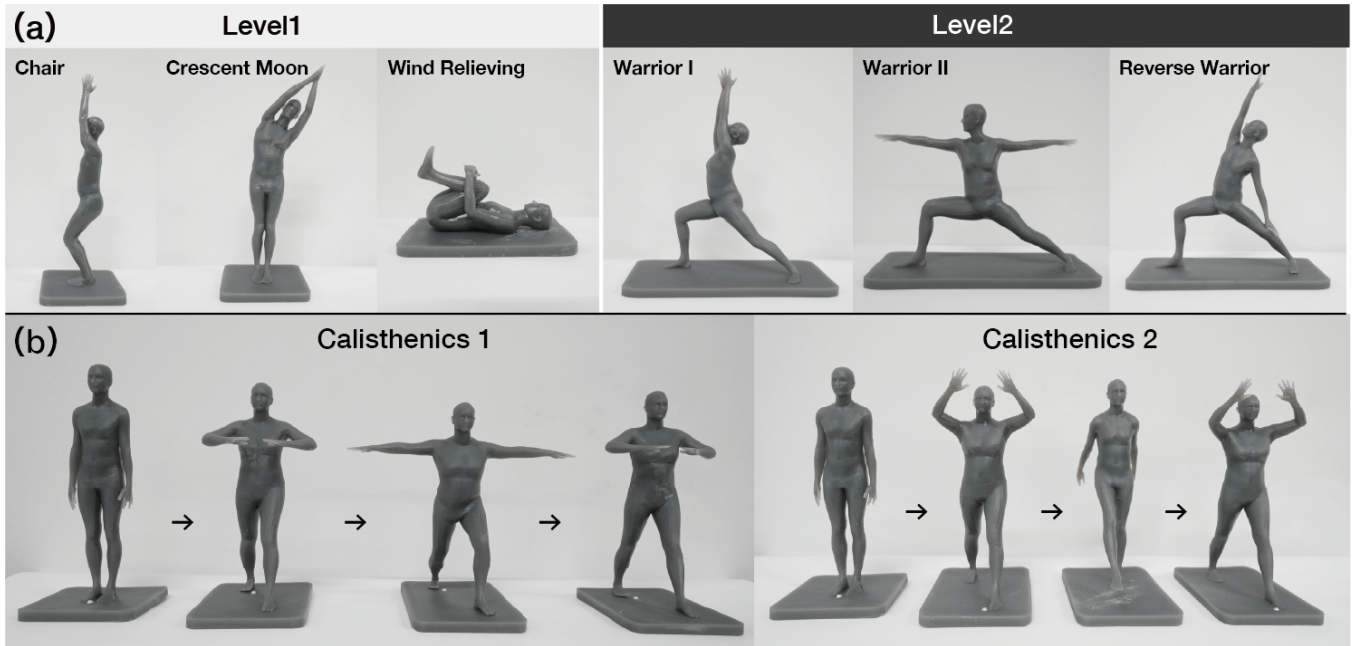 (a)
Level1
Level2
Chair
Crescent Moon
Wind Relieving
Warrior I
Warrior II
Reverse Warrior
(b)
Calisthenics 1
Calisthenics 2
→
→
→
→
→
→